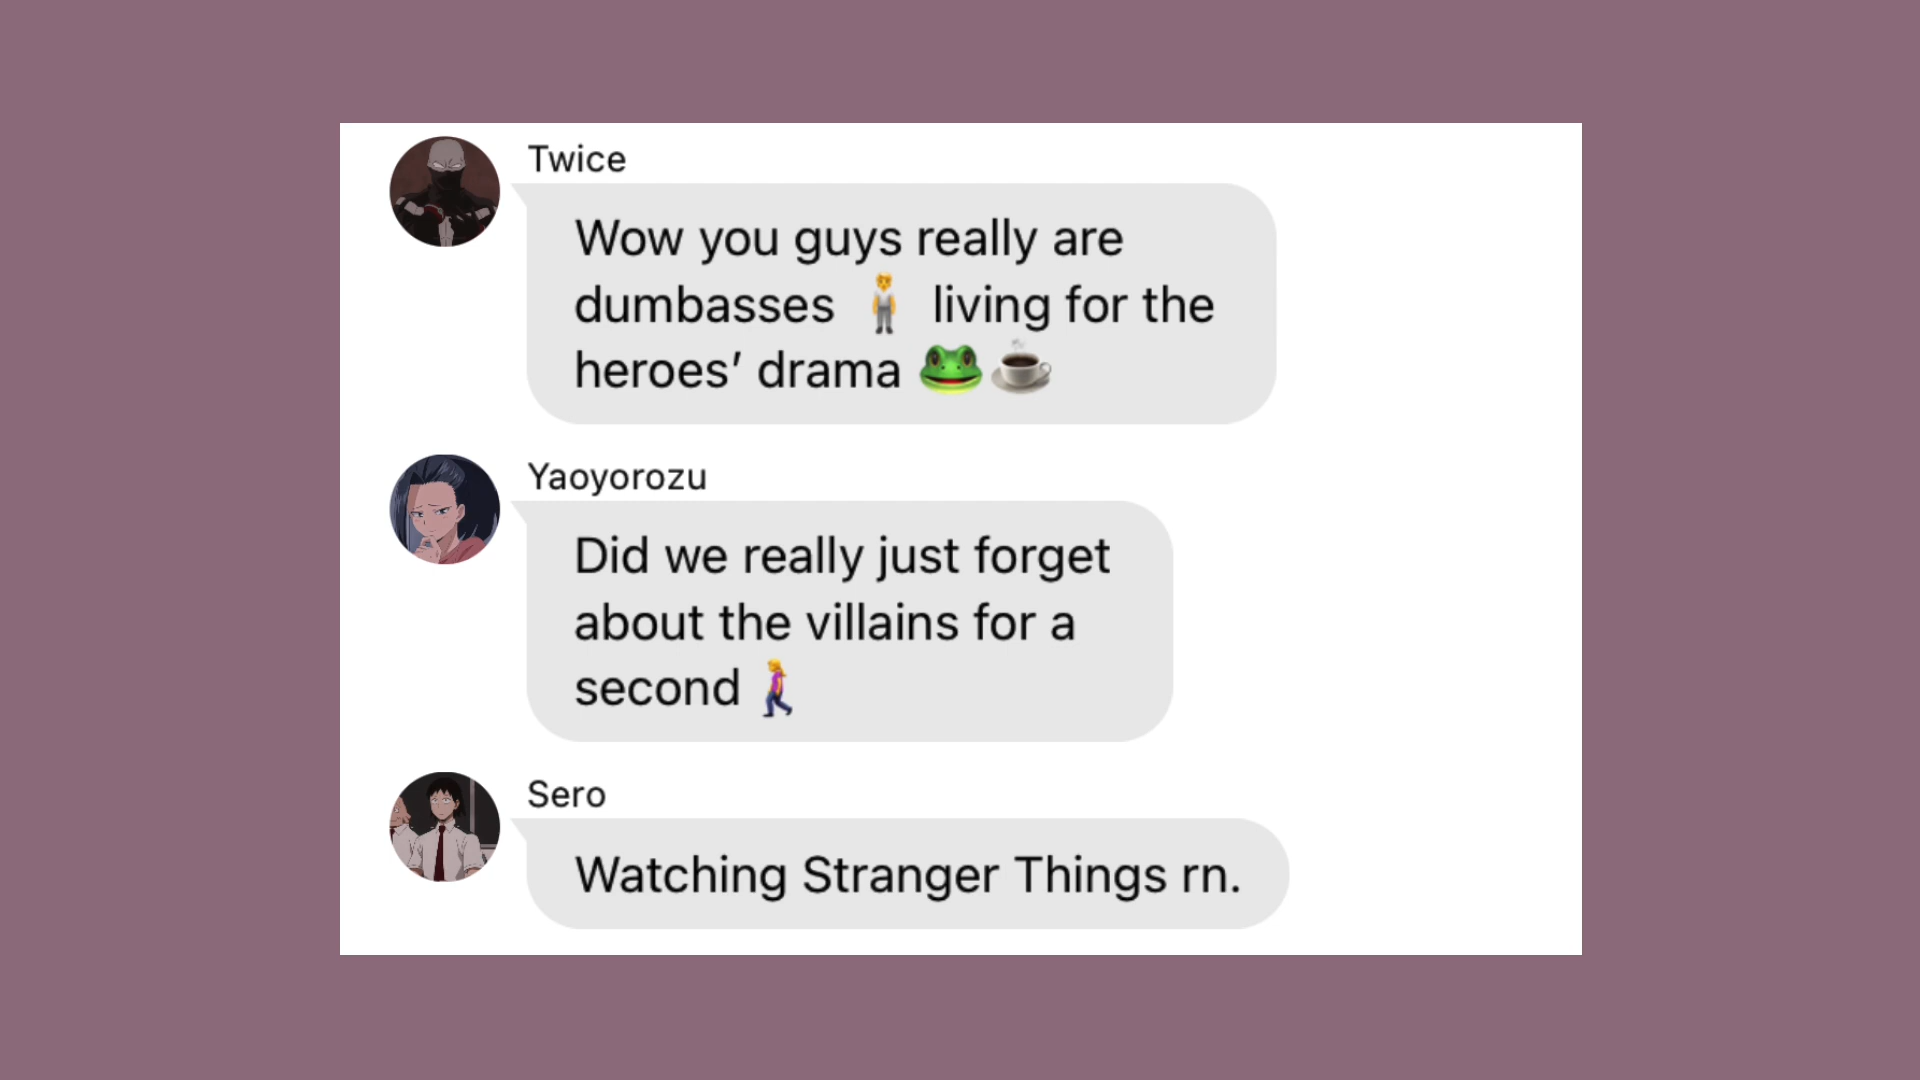 Twice
Wow you guys really are
dumbasses 🧍 living for the
heroes’ drama 🐸☕
Yaoyorozu
Did we really just forget
about the villains for a
second 🚶‍♀️
Sero
Watching Stranger Things rn.